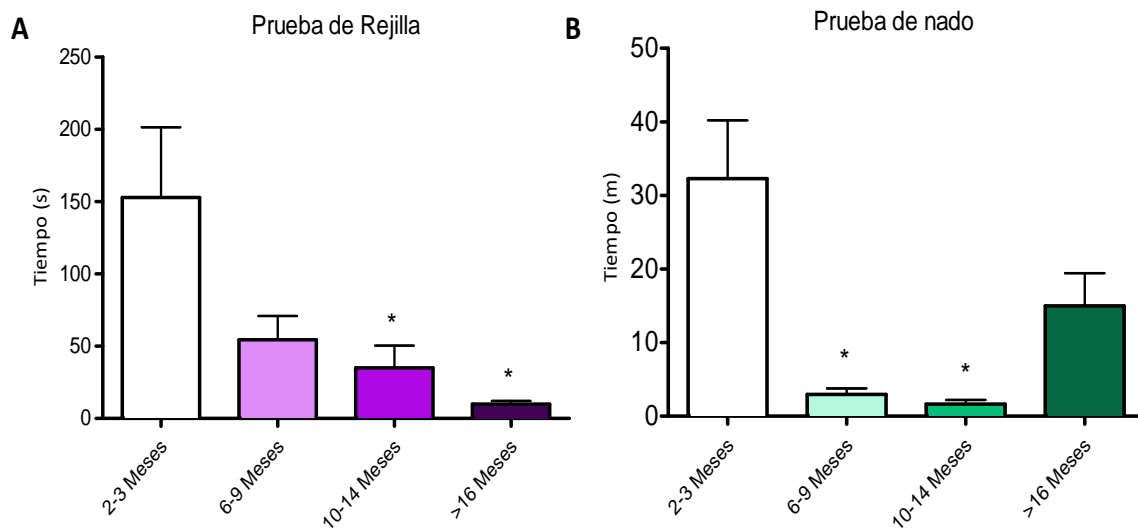 A
Prueba de Rejilla
250
200
150
100
50
0
Tiempo (s)
*
*
2-3 Meses
6-9 Meses
10-14 Meses
>16 Meses
B
Prueba de nado
50
40
30
20
10
0
Tiempo (m)
*
*
2-3 Meses
6-9 Meses
10-14 Meses
>16 Meses